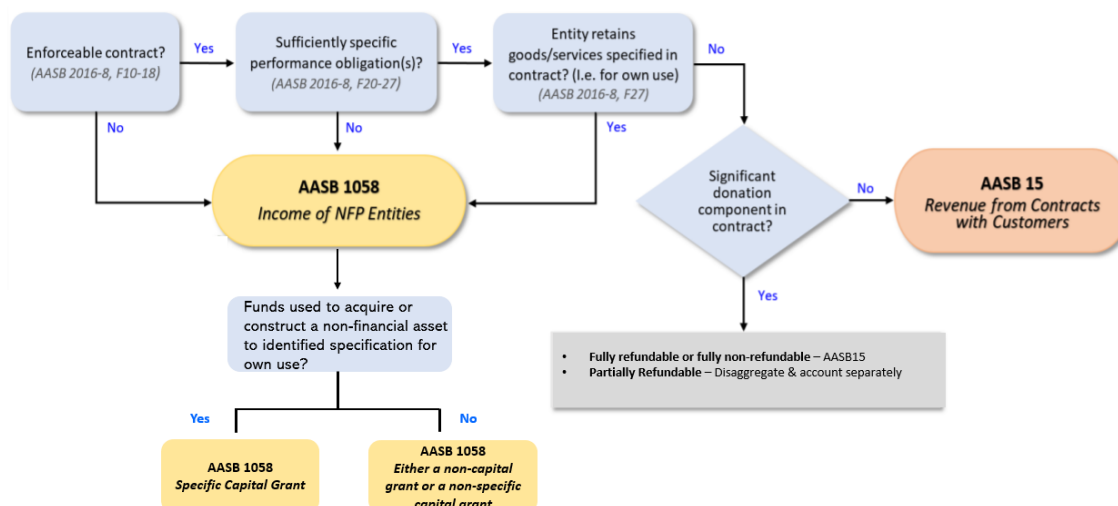 Enforceable contract?
(AASB 2016-8, F10-18)
Yes
No
Sufficiently specific
performance obligation(s)?
(AASB 2016-8, F20-27)
Yes
No
Entity retains
goods/services specified in
contract? (I.e. for own use)
(AASB 2016-8, F27)
No
Yes
AASB 1058
Income of NFP Entities
Significant
donation
component in
contract?
No
Yes
AASB 15
Revenue from Contracts
with Customers
Funds used to acquire or
construct a non-financial asset
to identified specification for
own use?
• Fully refundable or fully non-refundable – AASB15
• Partially Refundable – Disaggregate & account separately
Yes
No
AASB 1058
Specific Capital Grant
AASB 1058
Either a non-capital
grant or a non-specific
capital grant